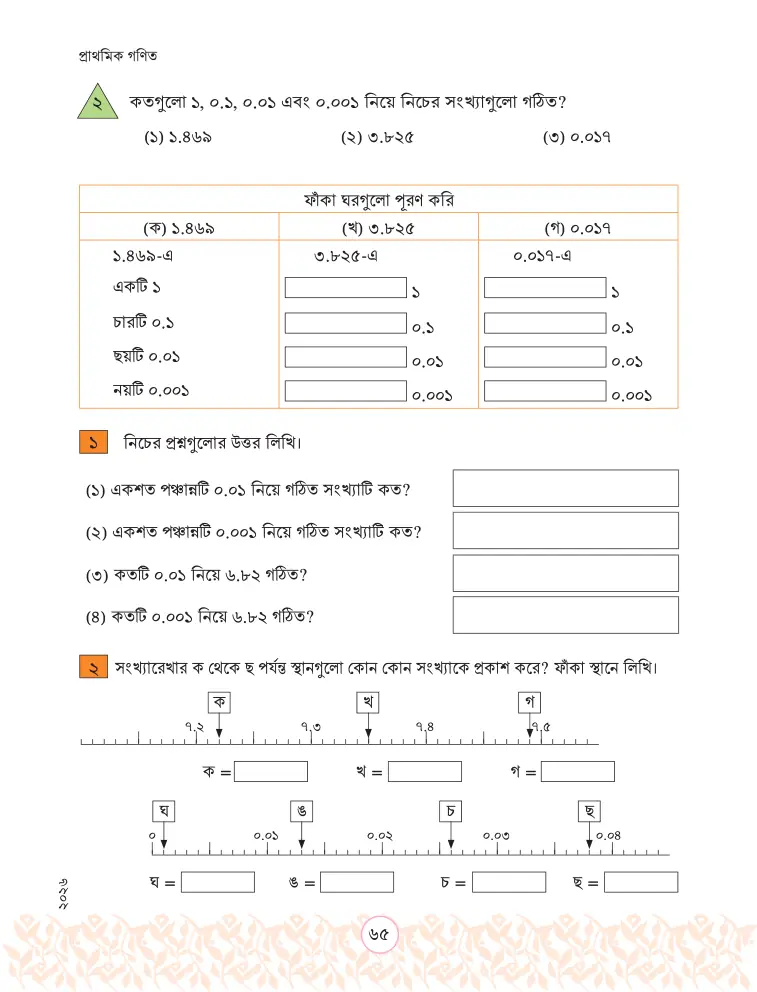 প্রাথমিক গণিত
২ কতগুলো ১, ০.১, ০.০১ এবং ০.০০১ নিয়ে নিচের সংখ্যাগুলো গঠিত?
(১) ১.৪৬৯ (২) ৩.৮২৫ (৩) ০.০১৭
ফাঁকা ঘরগুলো পূরণ করি
(ক) ১.৪৬৯ (খ) ৩.৮২৫ (গ) ০.০১৭
১.৪৬৯-এ ৩.৮২৫-এ ০.০১৭-এ
একটি ১ ১ ১
চারটি ০.১ ০.১ ০.১
ছয়টি ০.০১ ০.০১ ০.০১
নয়টি ০.০০১ ০.০০১ ০.০০১
১ নিচের প্রশ্নগুলোর উত্তর লিখি।
(১) একশত পঞ্চান্নটি ০.০১ নিয়ে গঠিত সংখ্যাটি কত?
(২) একশত পঞ্চান্নটি ০.০০১ নিয়ে গঠিত সংখ্যাটি কত?
(৩) কতটি ০.০১ নিয়ে ৬.৮২ গঠিত?
(৪) কতটি ০.০০১ নিয়ে ৬.৮২ গঠিত?
২ সংখ্যারেখার ক থেকে ছ পর্যন্ত স্থানগুলো কোন কোন সংখ্যাকে প্রকাশ করে? ফাঁকা স্থানে লিখি।
ক খ গ
৭.২ ৭.৩ ৭.৪ ৭.৫
ক = খ = গ =
ঘ ঙ চ ছ
০ ০.০১ ০.০২ ০.০৩ ০.০৪
ঘ = ঙ = চ = ছ =
২০২৬
৬৫